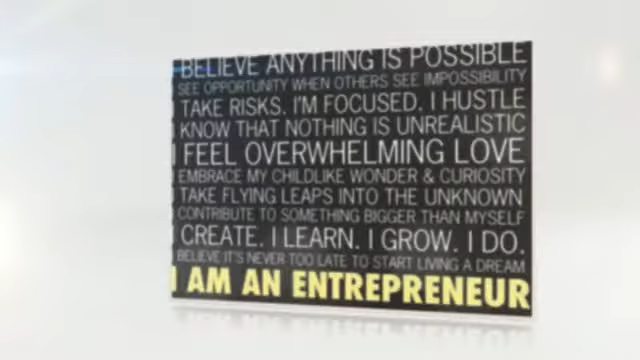 BELIEVE ANYTHING IS POSSIBLE
SEE OPPORTUNITY WHEN OTHERS SEE IMPOSSIBILITY
TAKE RISKS. I'M FOCUSED. I HUSTLE
KNOW THAT NOTHING IS UNREALISTIC
I FEEL OVERWHELMING LOVE
EMBRACE MY CHILDLIKE WONDER & CURIOSITY
TAKE FLYING LEAPS INTO THE UNKNOWN
CONTRIBUTE TO SOMETHING BIGGER THAN MYSELF
CREATE. I LEARN. I GROW. I DO.
BELIEVE IT'S NEVER TOO LATE TO START LIVING A DREAM
I AM AN ENTREPRENEUR